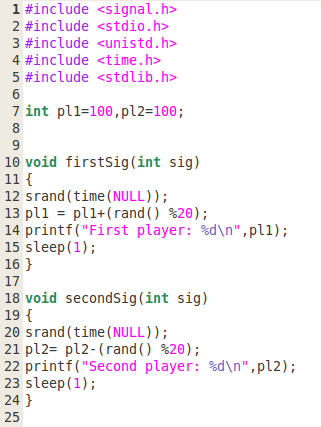 1 #include <signal.h>
2 #include <stdio.h>
3 #include <unistd.h>
4 #include <time.h>
5 #include <stdlib.h>
6
7 int pl1=100,pl2=100;
8
9
10 void firstSig(int sig)
11 {
12 srand(time(NULL));
13 pl1 = pl1+(rand() %20);
14 printf("First player: %d\n",pl1);
15 sleep(1);
16 }
17
18 void secondSig(int sig)
19 {
20 srand(time(NULL));
21 pl2= pl2-(rand() %20);
22 printf("Second player: %d\n",pl2);
23 sleep(1);
24 }
25